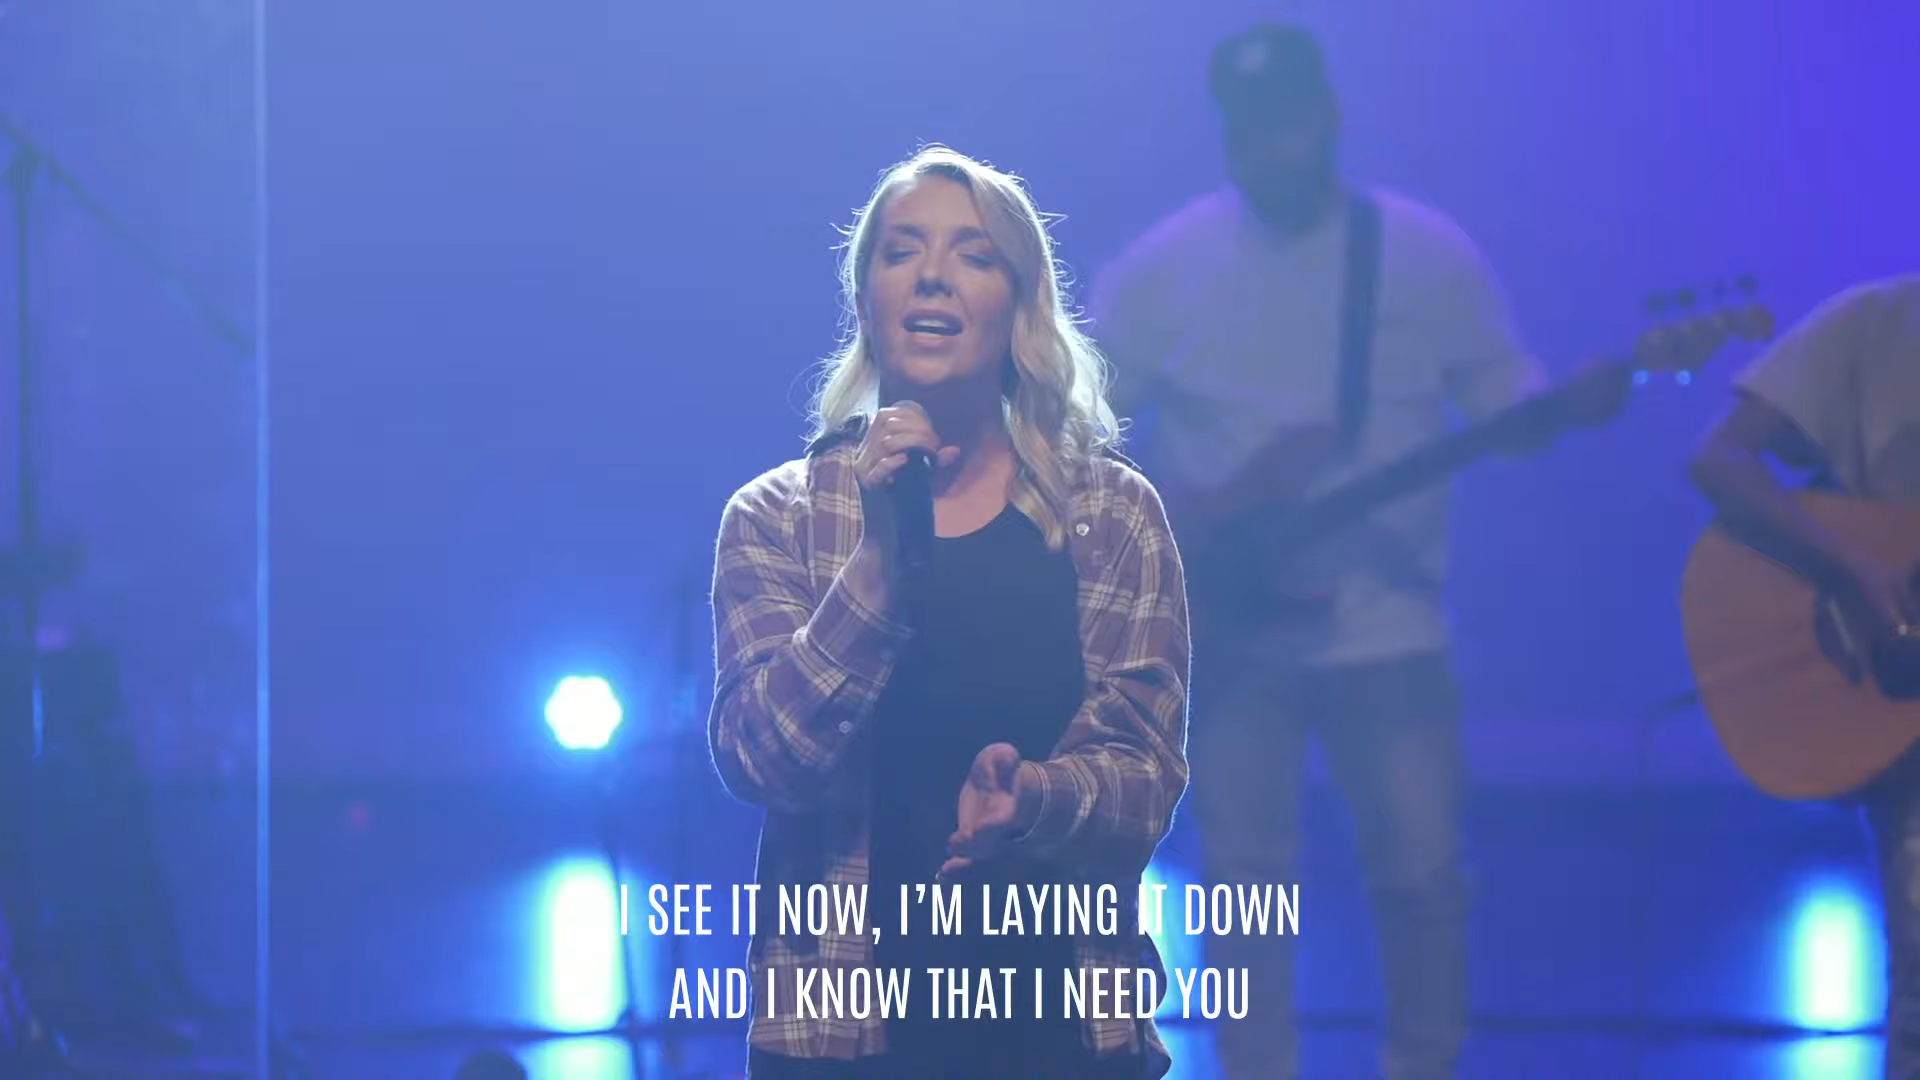 I SEE IT NOW, I’M LAYING IT DOWN
AND I KNOW THAT I NEED YOU